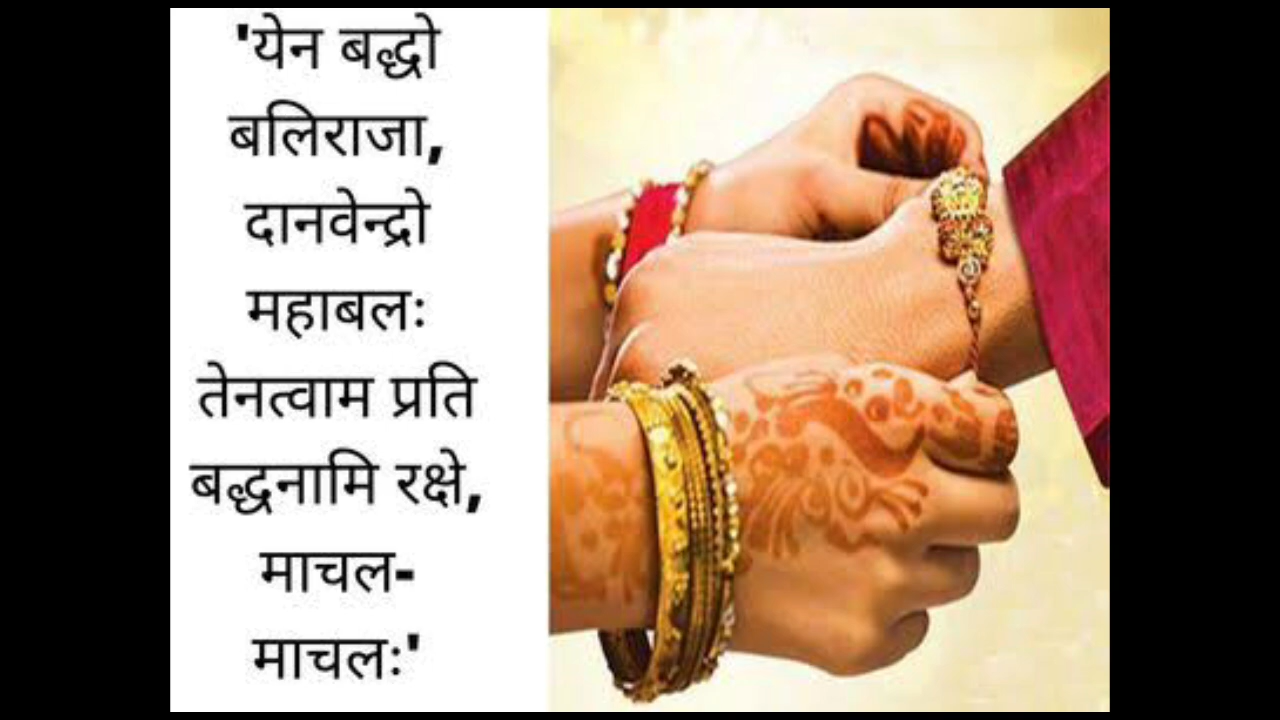 'येन बद्धो
बलिराजा,
दानवेन्द्रो
महाबलः
तेनत्वाम प्रति
बद्धनामि रक्षे,
माचल-
माचलः'